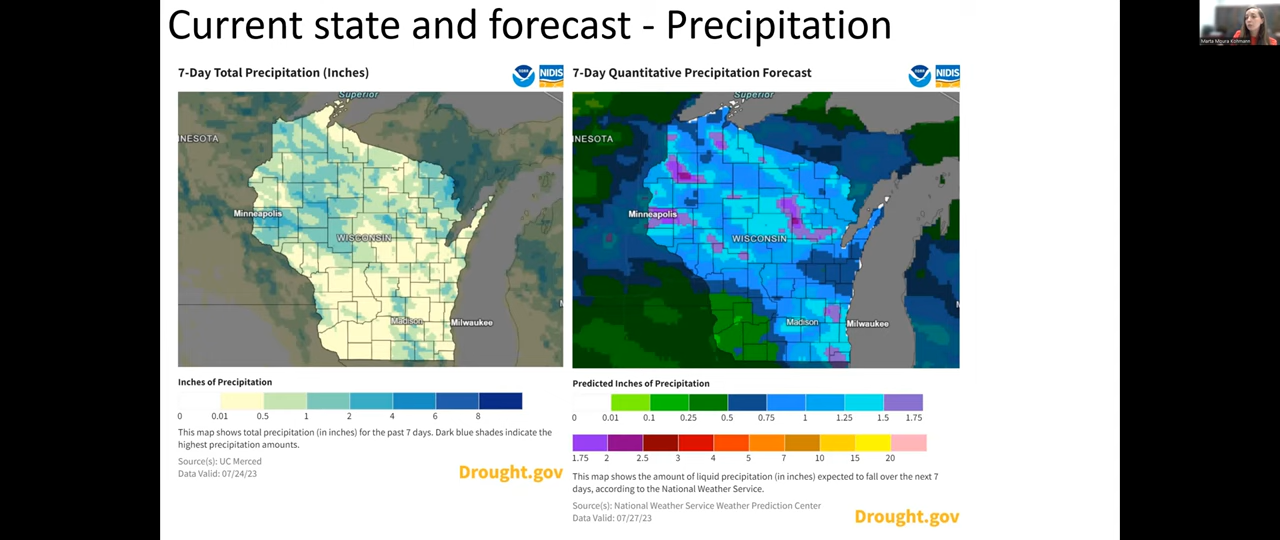 Current state and forecast - Precipitation
Marta Moura Kohmann
7-Day Total Precipitation (Inches)
NIDIS
Superior
INESOTA
Minneapolis
WISCONSIN
Madison
Milwaukee
Inches of Precipitation
0 0.01 0.5 1 2 4 6 8
This map shows total precipitation (in inches) for the past 7 days. Dark blue shades indicate the
highest precipitation amounts.
Source(s): UC Merced
Data Valid: 07/24/23
Drought.gov
7-Day Quantitative Precipitation Forecast
NIDIS
Superior
INESOTA
Minneapolis
WISCONSIN
Madison
Milwaukee
Predicted Inches of Precipitation
0 0.01 0.1 0.25 0.5 0.75 1 1.25 1.5 1.75
1.75 2 2.5 3 4 5 7 10 15 20
This map shows the amount of liquid precipitation (in inches) expected to fall over the next 7
days, according to the National Weather Service.
Source(s): National Weather Service Weather Prediction Center
Data Valid: 07/27/23
Drought.gov